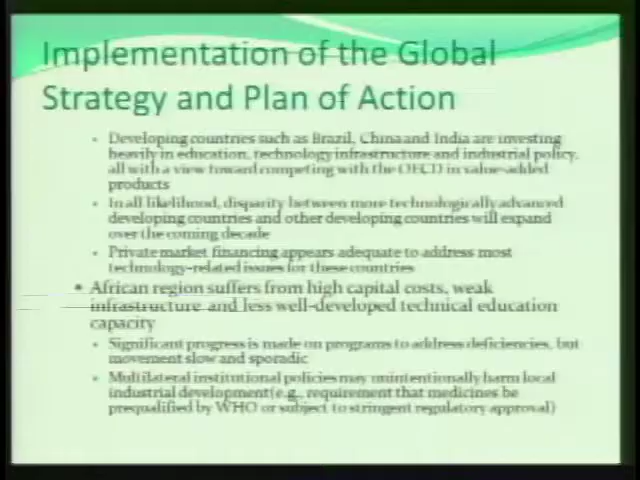 Implementation of the Global
Strategy and Plan of Action
Developing countries such as Brazil, China and India are investing
heavily in education, technology infrastructure and industrial policy,
all with a view toward competing with the OECD in value-added
products
In all likelihood, disparity between more technologically advanced
developing countries and other developing countries will expand
over the coming decade
Private market financing appears adequate to address most
technology-related issues for these countries
African region suffers from high capital costs, weak
infrastructure and less well-developed technical education
capacity
Significant progress is made on programs to address deficiencies, but
movement slow and sporadic
Multilateral institutional policies may unintentionally harm local
industrial development(e.g., requirement that medicines be
prequalified by WHO or subject to stringent regulatory approval)